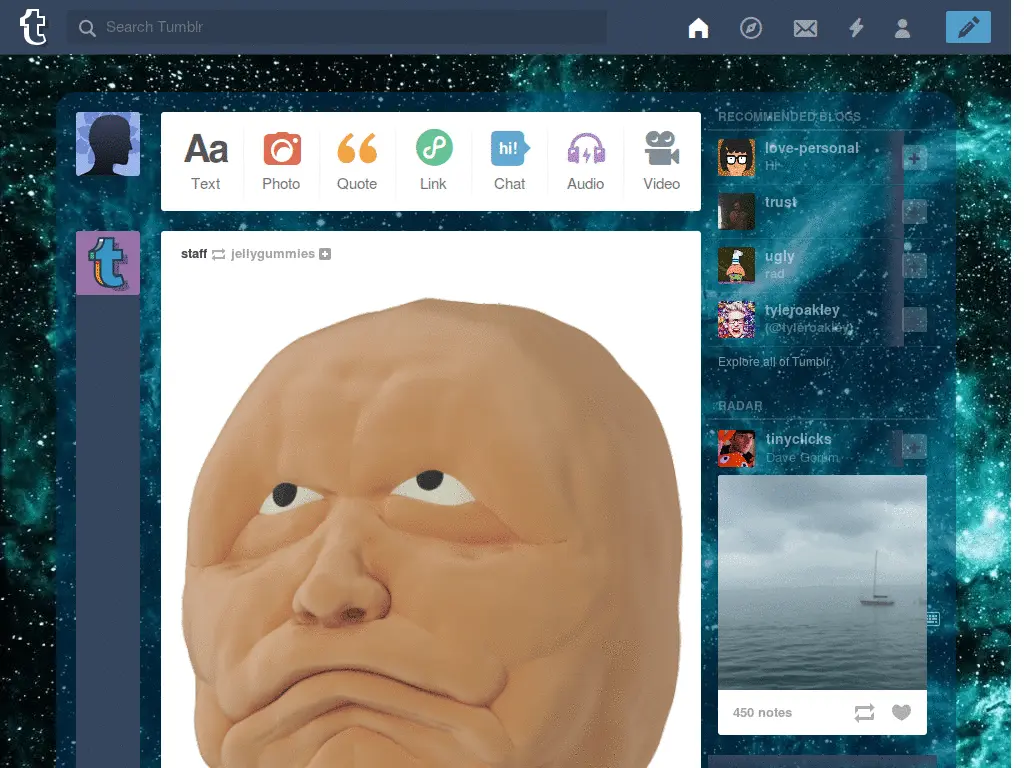 Search Tumblr
Aa
hi!
Text
Photo
Quote
Link
Chat
Audio
Video
staff jellygummies
RECOMMENDED BLOGS
love-personal
Hi
trust
ugly
rad
tyleroakley
(@tyleroakley)
Explore all of Tumblr
RADAR
tinyclicks
Dave Gorum
450 notes